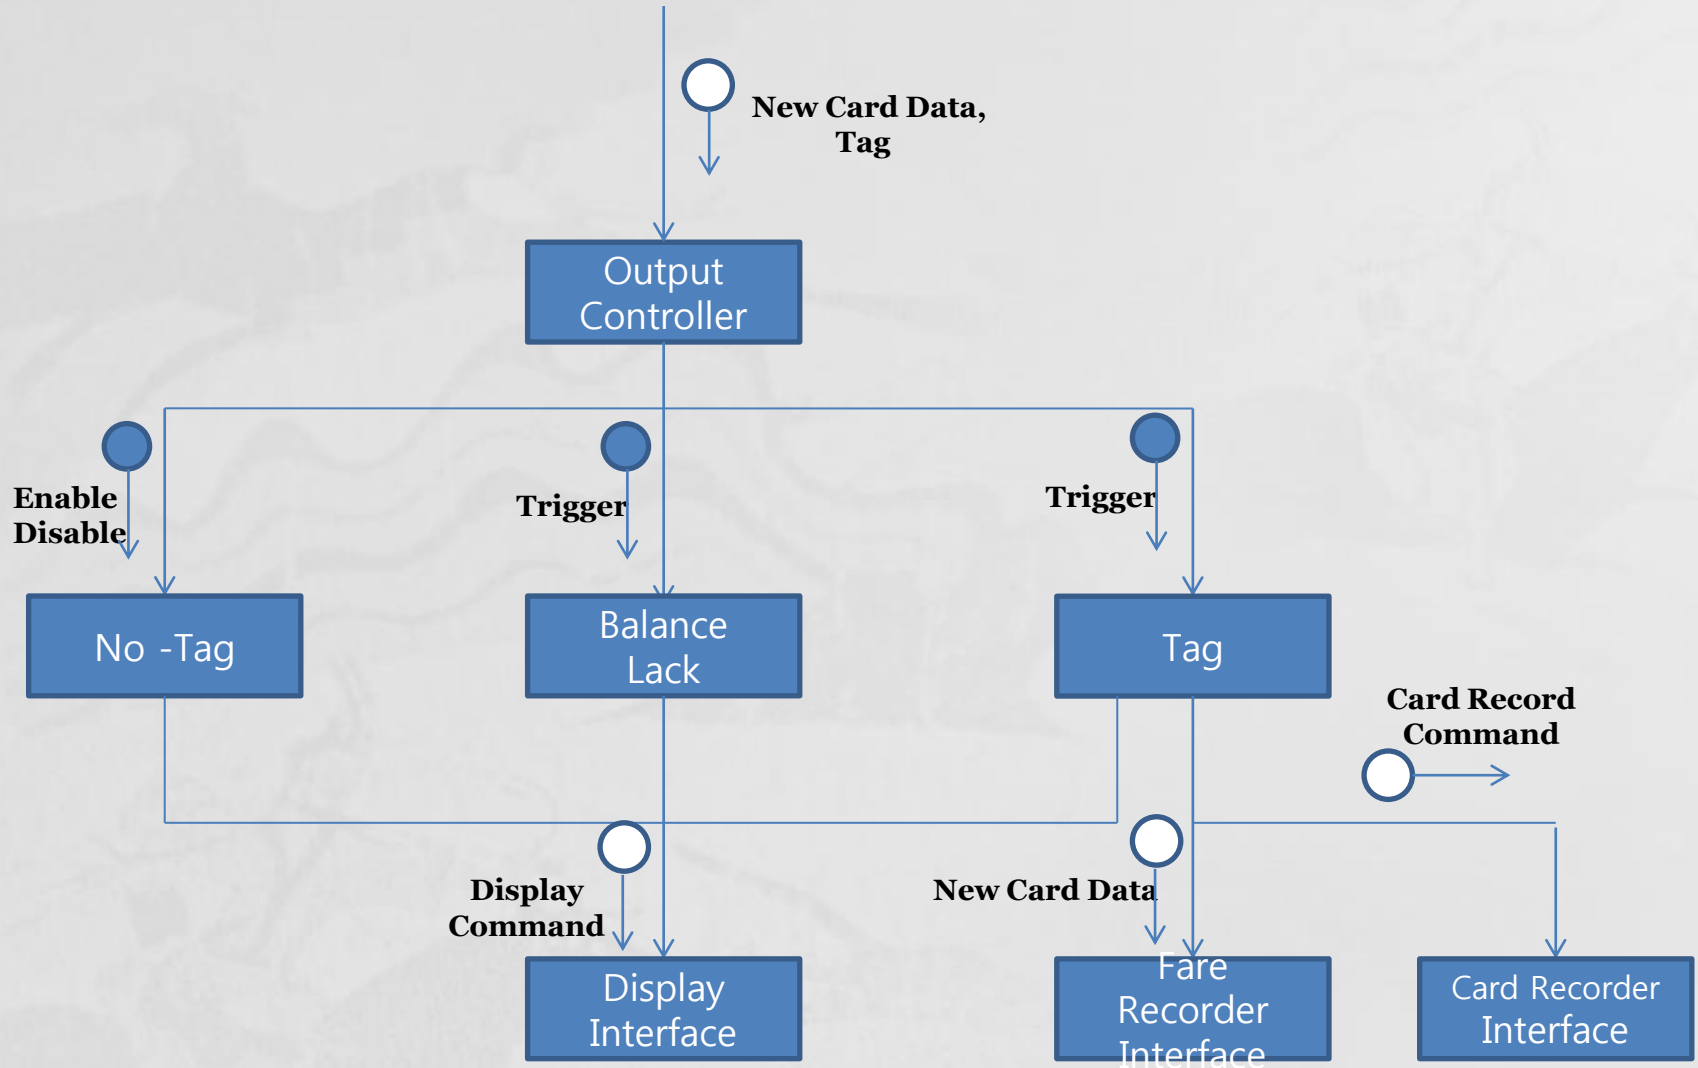 New Card Data,
Tag
Output
Controller
Enable
Disable
Trigger
Trigger
No -Tag
Balance
Lack
Tag
Card Record
Command
Display
Command
New Card Data
Display
Interface
Fare
Recorder
Interface
Card Recorder
Interface